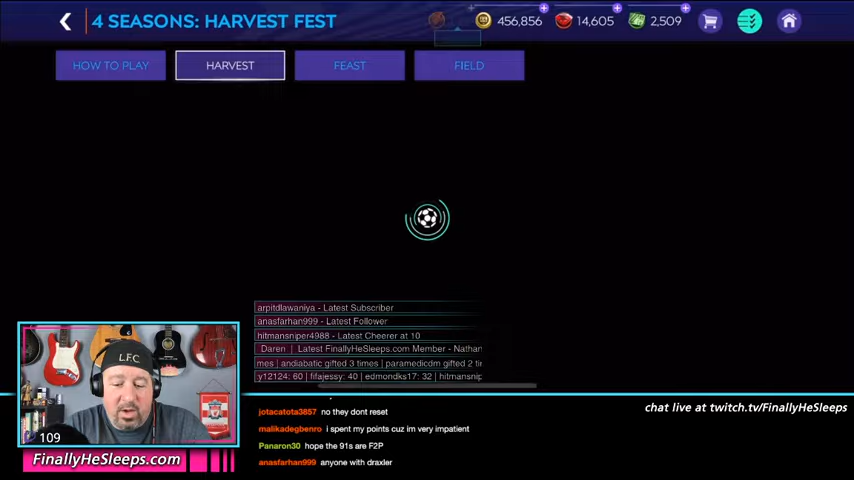 4 SEASONS: HARVEST FEST
456,856
14,605
2,509
HOW TO PLAY
HARVEST
FEAST
FIELD
arpitdlawaniya - Latest Subscriber
anasfarhan999 - Latest Follower
hitmansniper4988 - Latest Cheerer at 10
Daren | Latest FinallyHeSleeps.com Member - Nathan
mes | andiabatic gifted 3 times | paramedicdm gifted 2 ti
y12124: 60 | fifajessy: 40 | edmondks17: 32 | hitmansnip
L.F.C
109
FinallyHeSleeps.com
jotacatota3857 no they dont reset
malikadegbenro i spent my points cuz im very impatient
Panaron30 hope the 91s are F2P
anasfarhan999 anyone with draxler
chat live at twitch.tv/FinallyHeSleeps